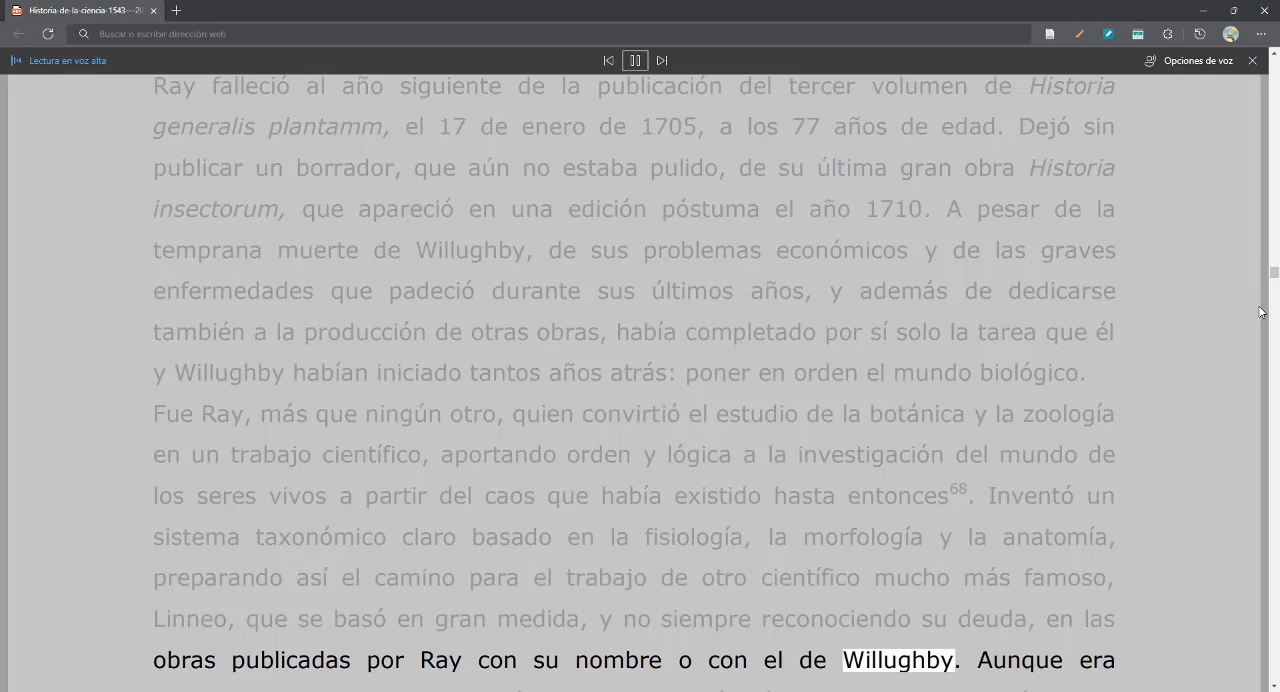 Historia-de-la-ciencia-1543---20
Buscar o escribir dirección web
Lectura en voz alta
Opciones de voz
Ray falleció al año siguiente de la publicación del tercer volumen de Historia
generalis plantamm, el 17 de enero de 1705, a los 77 años de edad. Dejó sin
publicar un borrador, que aún no estaba pulido, de su última gran obra Historia
insectorum, que apareció en una edición póstuma el año 1710. A pesar de la
temprana muerte de Willughby, de sus problemas económicos y de las graves
enfermedades que padeció durante sus últimos años, y además de dedicarse
también a la producción de otras obras, había completado por sí solo la tarea que él
y Willughby habían iniciado tantos años atrás: poner en orden el mundo biológico.
Fue Ray, más que ningún otro, quien convirtió el estudio de la botánica y la zoología
en un trabajo científico, aportando orden y lógica a la investigación del mundo de
los seres vivos a partir del caos que había existido hasta entonces68. Inventó un
sistema taxonómico claro basado en la fisiología, la morfología y la anatomía,
preparando así el camino para el trabajo de otro científico mucho más famoso,
Linneo, que se basó en gran medida, y no siempre reconociendo su deuda, en las
obras publicadas por Ray con su nombre o con el de Willughby. Aunque era